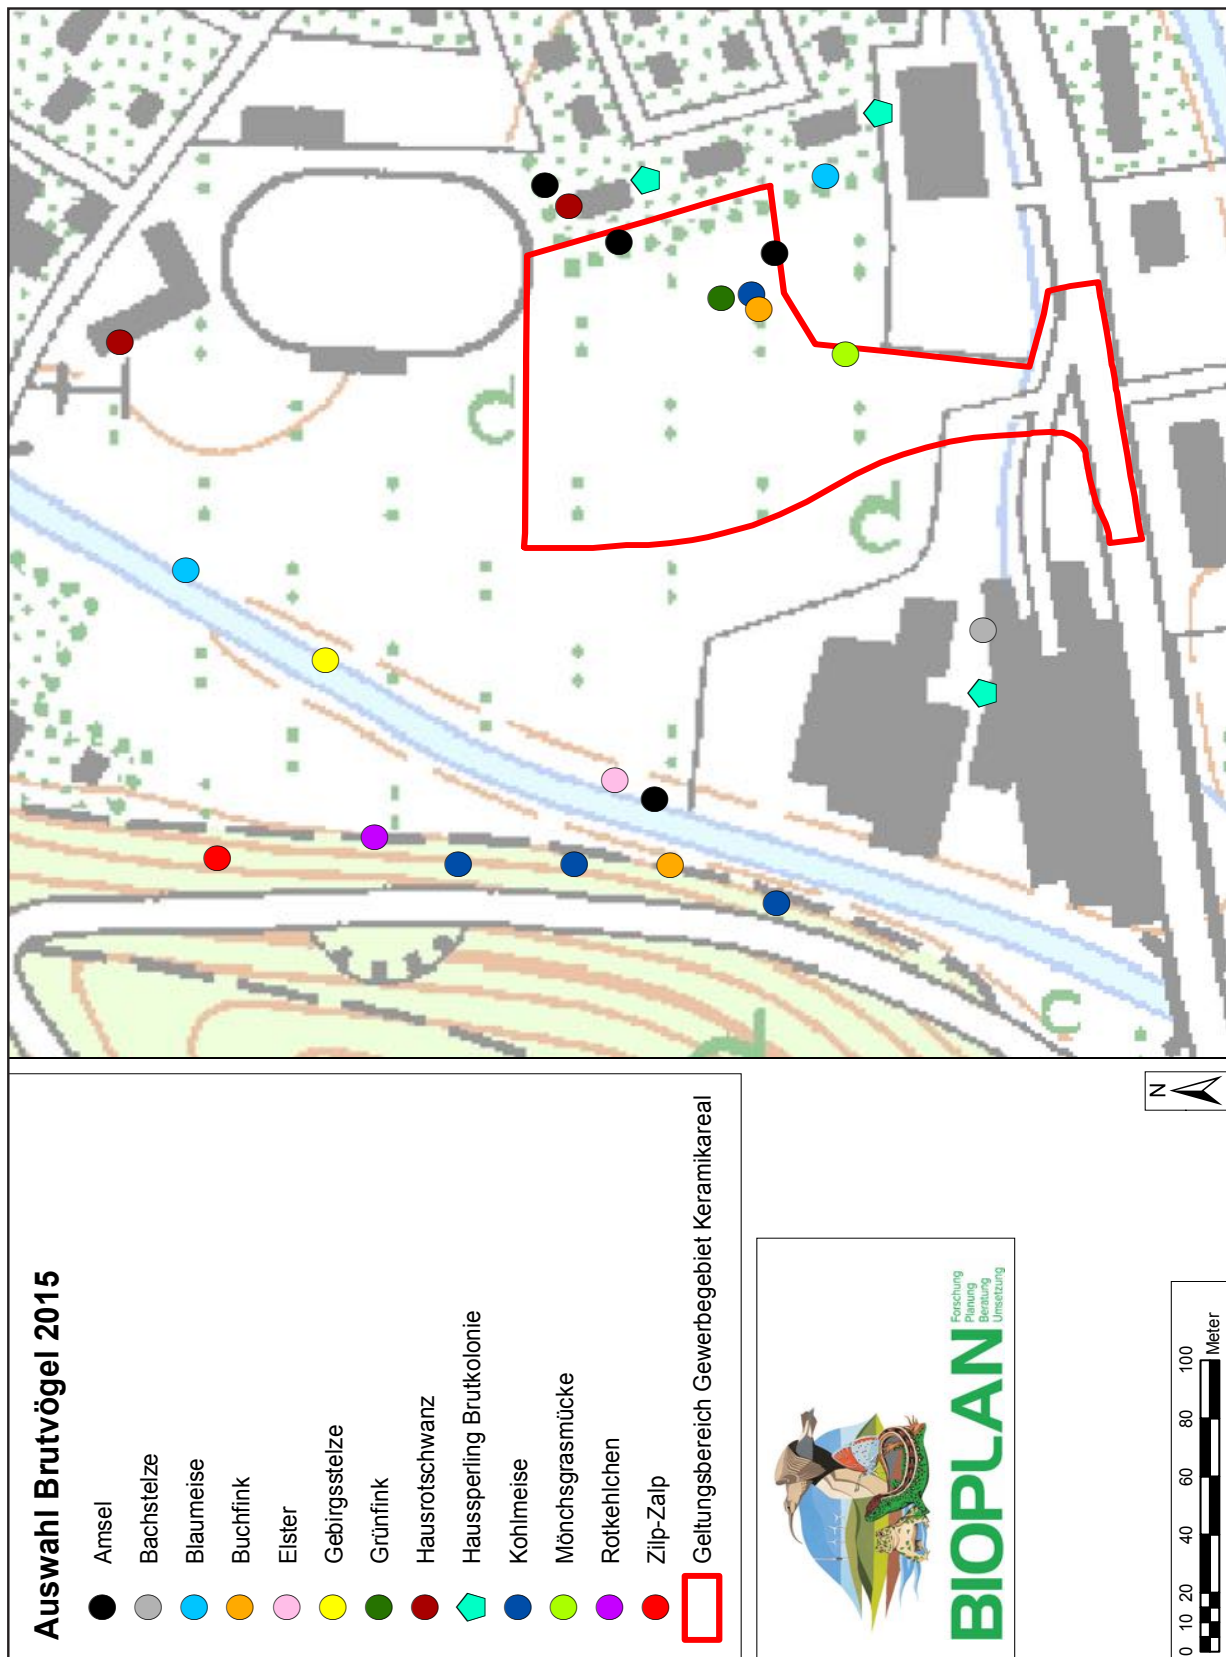 Auswahl Brutvögel 2015
Amsel
Bachstelze
Blaumeise
Buchfink
Elster
Gebirgsstelze
Grünfink
Hausrotschwanz
Haussperling Brutkolonie
Kohlmeise
Mönchsgrasmücke
Rotkehlchen
Zilp-Zalp
Geltungsbereich Gewerbegebiet Keramikareal
BIOPLAN
Forschung
Planung
Beratung
Umsetzung
N
0 10 20 40 60 80 100
Meter